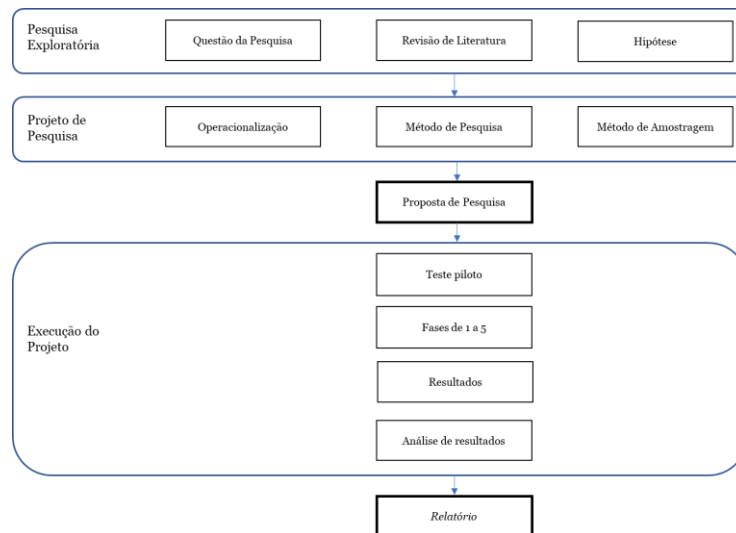 Pesquisa
Exploratória
Questão da Pesquisa
Revisão de Literatura
Hipótese
Projeto de
Pesquisa
Operacionalização
Método de Pesquisa
Método de Amostragem
Proposta de Pesquisa
Execução do
Projeto
Teste piloto
Fases de 1 a 5
Resultados
Análise de resultados
Relatório